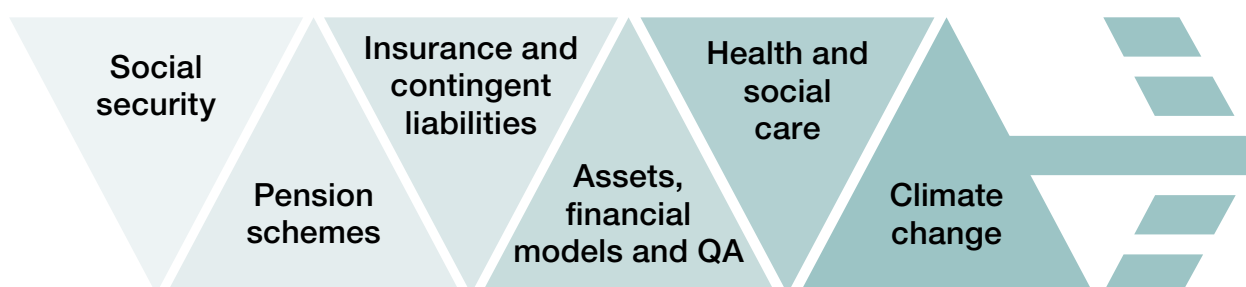 Social
security
Pension
schemes
Insurance and
contingent
liabilities
Assets,
financial
models and QA
Health and
social
care
Climate
change